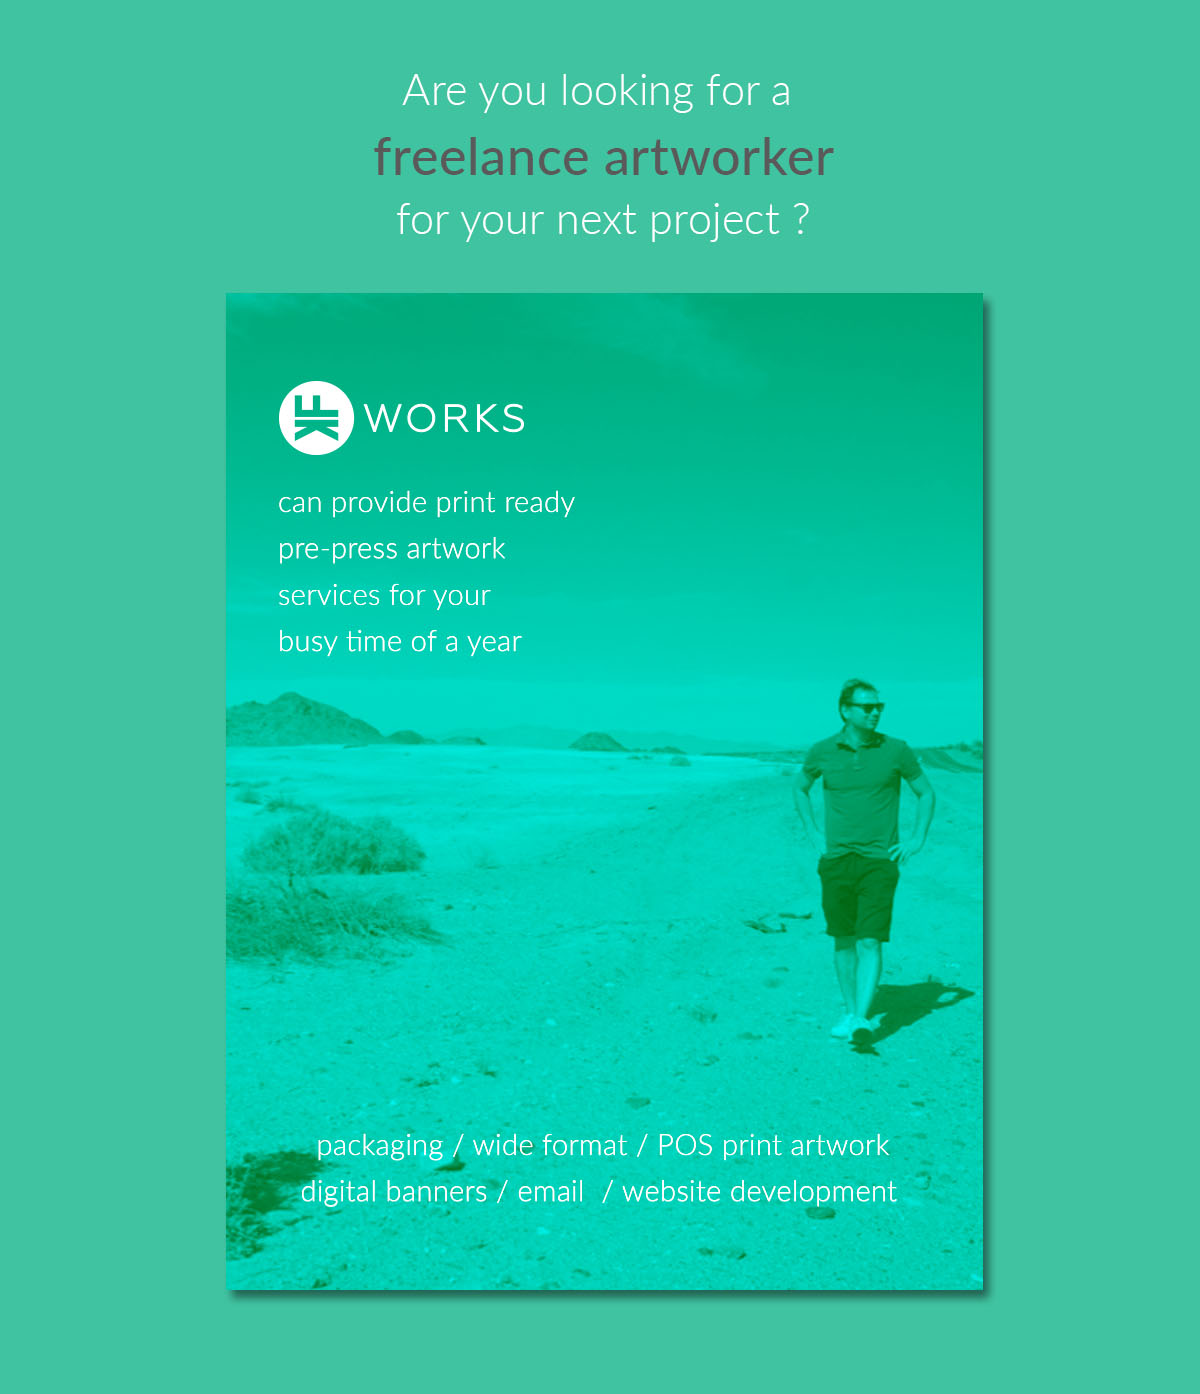 Are you looking for a
freelance artworker
for your next project ?
WORKS
can provide print ready
pre-press artwork
services for your
busy time of a year
packaging / wide format / POS print artwork
digital banners / email / website development